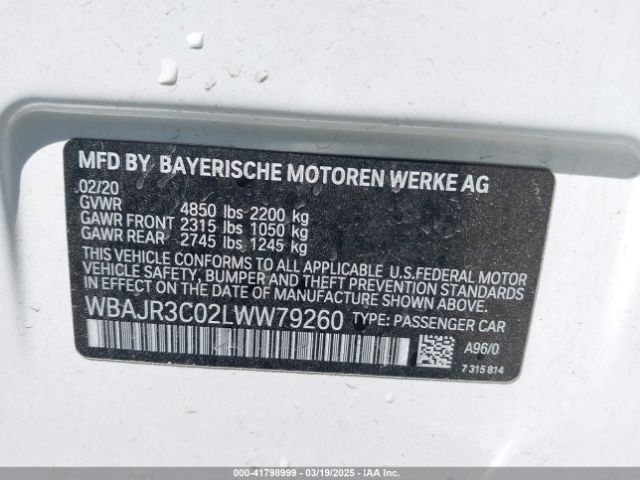 MFD BY BAYERISCHE MOTOREN WERKE AG
02/20
GVWR 4850 lbs 2200 kg
GAWR FRONT 2315 lbs 1050 kg
GAWR REAR 2745 lbs 1245 kg
THIS VEHICLE CONFORMS TO ALL APPLICABLE U.S.FEDERAL MOTOR
VEHICLE SAFETY, BUMPER AND THEFT PREVENTION STANDARDS
IN EFFECT ON THE DATE OF MANUFACTURE SHOWN ABOVE.
WBAJR3C02LWW79260 TYPE: PASSENGER CAR
A96/0
7 315 814
000-41798999 | 03/19/2025 - IAAI.com